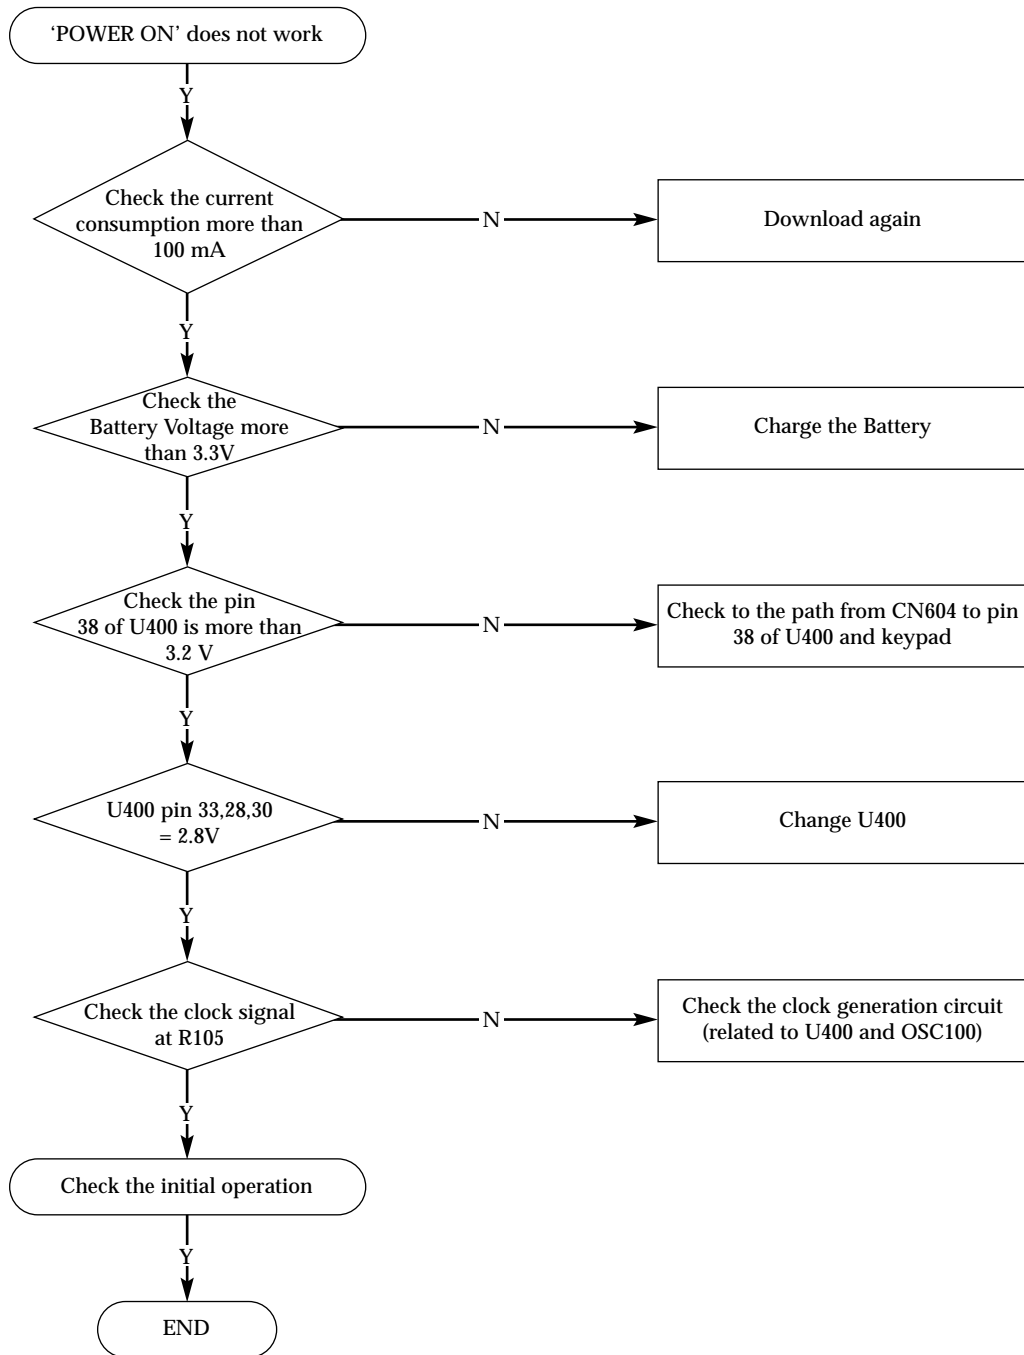 ‘POWER ON’ does not work
Y
Check the current
consumption more than
100 mA
N
Download again
Y
Check the
Battery Voltage more
than 3.3V
N
Charge the Battery
Y
Check the pin
38 of U400 is more than
3.2 V
N
Check to the path from CN604 to pin
38 of U400 and keypad
Y
U400 pin 33,28,30
= 2.8V
N
Change U400
Y
Check the clock signal
at R105
N
Check the clock generation circuit
(related to U400 and OSC100)
Y
Check the initial operation
Y
END